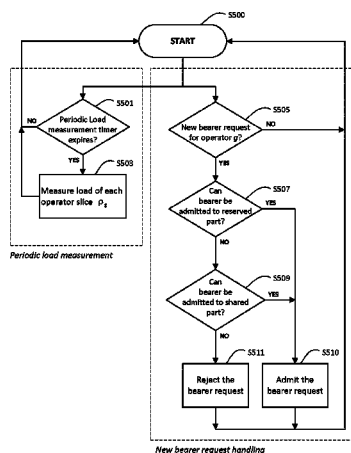 S500
START
S501
NO
Periodic Load
measurement timer
expires?
YES
S503
Measure load of each
operator slice ρg
Periodic load measurement
S505
New bearer request
for operator g?
NO
YES
S507
Can
bearer be
admitted to reserved
part?
YES
NO
S509
Can
bearer be
admitted to shared
part?
YES
NO
S511
Reject the
bearer request
S510
Admit the
bearer request
New bearer request handling